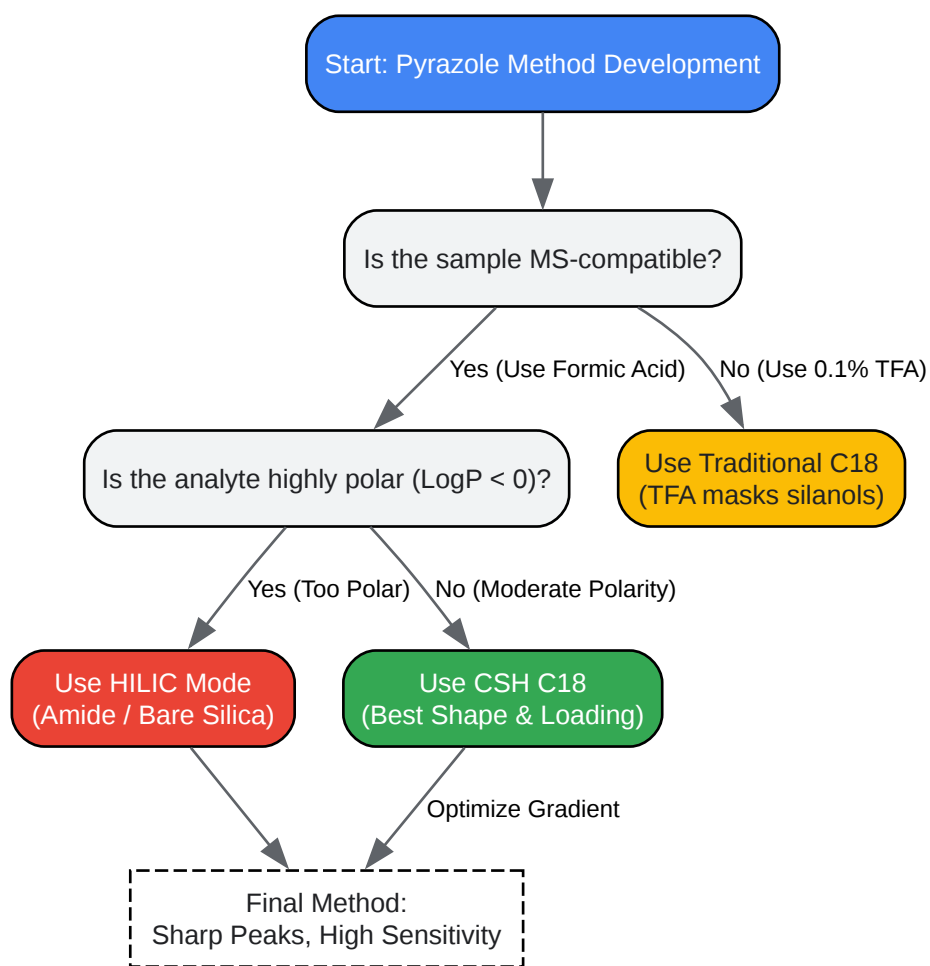 Start: Pyrazole Method Development
Is the sample MS-compatible?
Yes (Use Formic Acid)
No (Use 0.1% TFA)
Is the analyte highly polar (LogP < 0)?
Use Traditional C18
(TFA masks silanols)
Yes (Too Polar)
No (Moderate Polarity)
Use HILIC Mode
(Amide / Bare Silica)
Use CSH C18
(Best Shape & Loading)
Optimize Gradient
Final Method:
Sharp Peaks, High Sensitivity